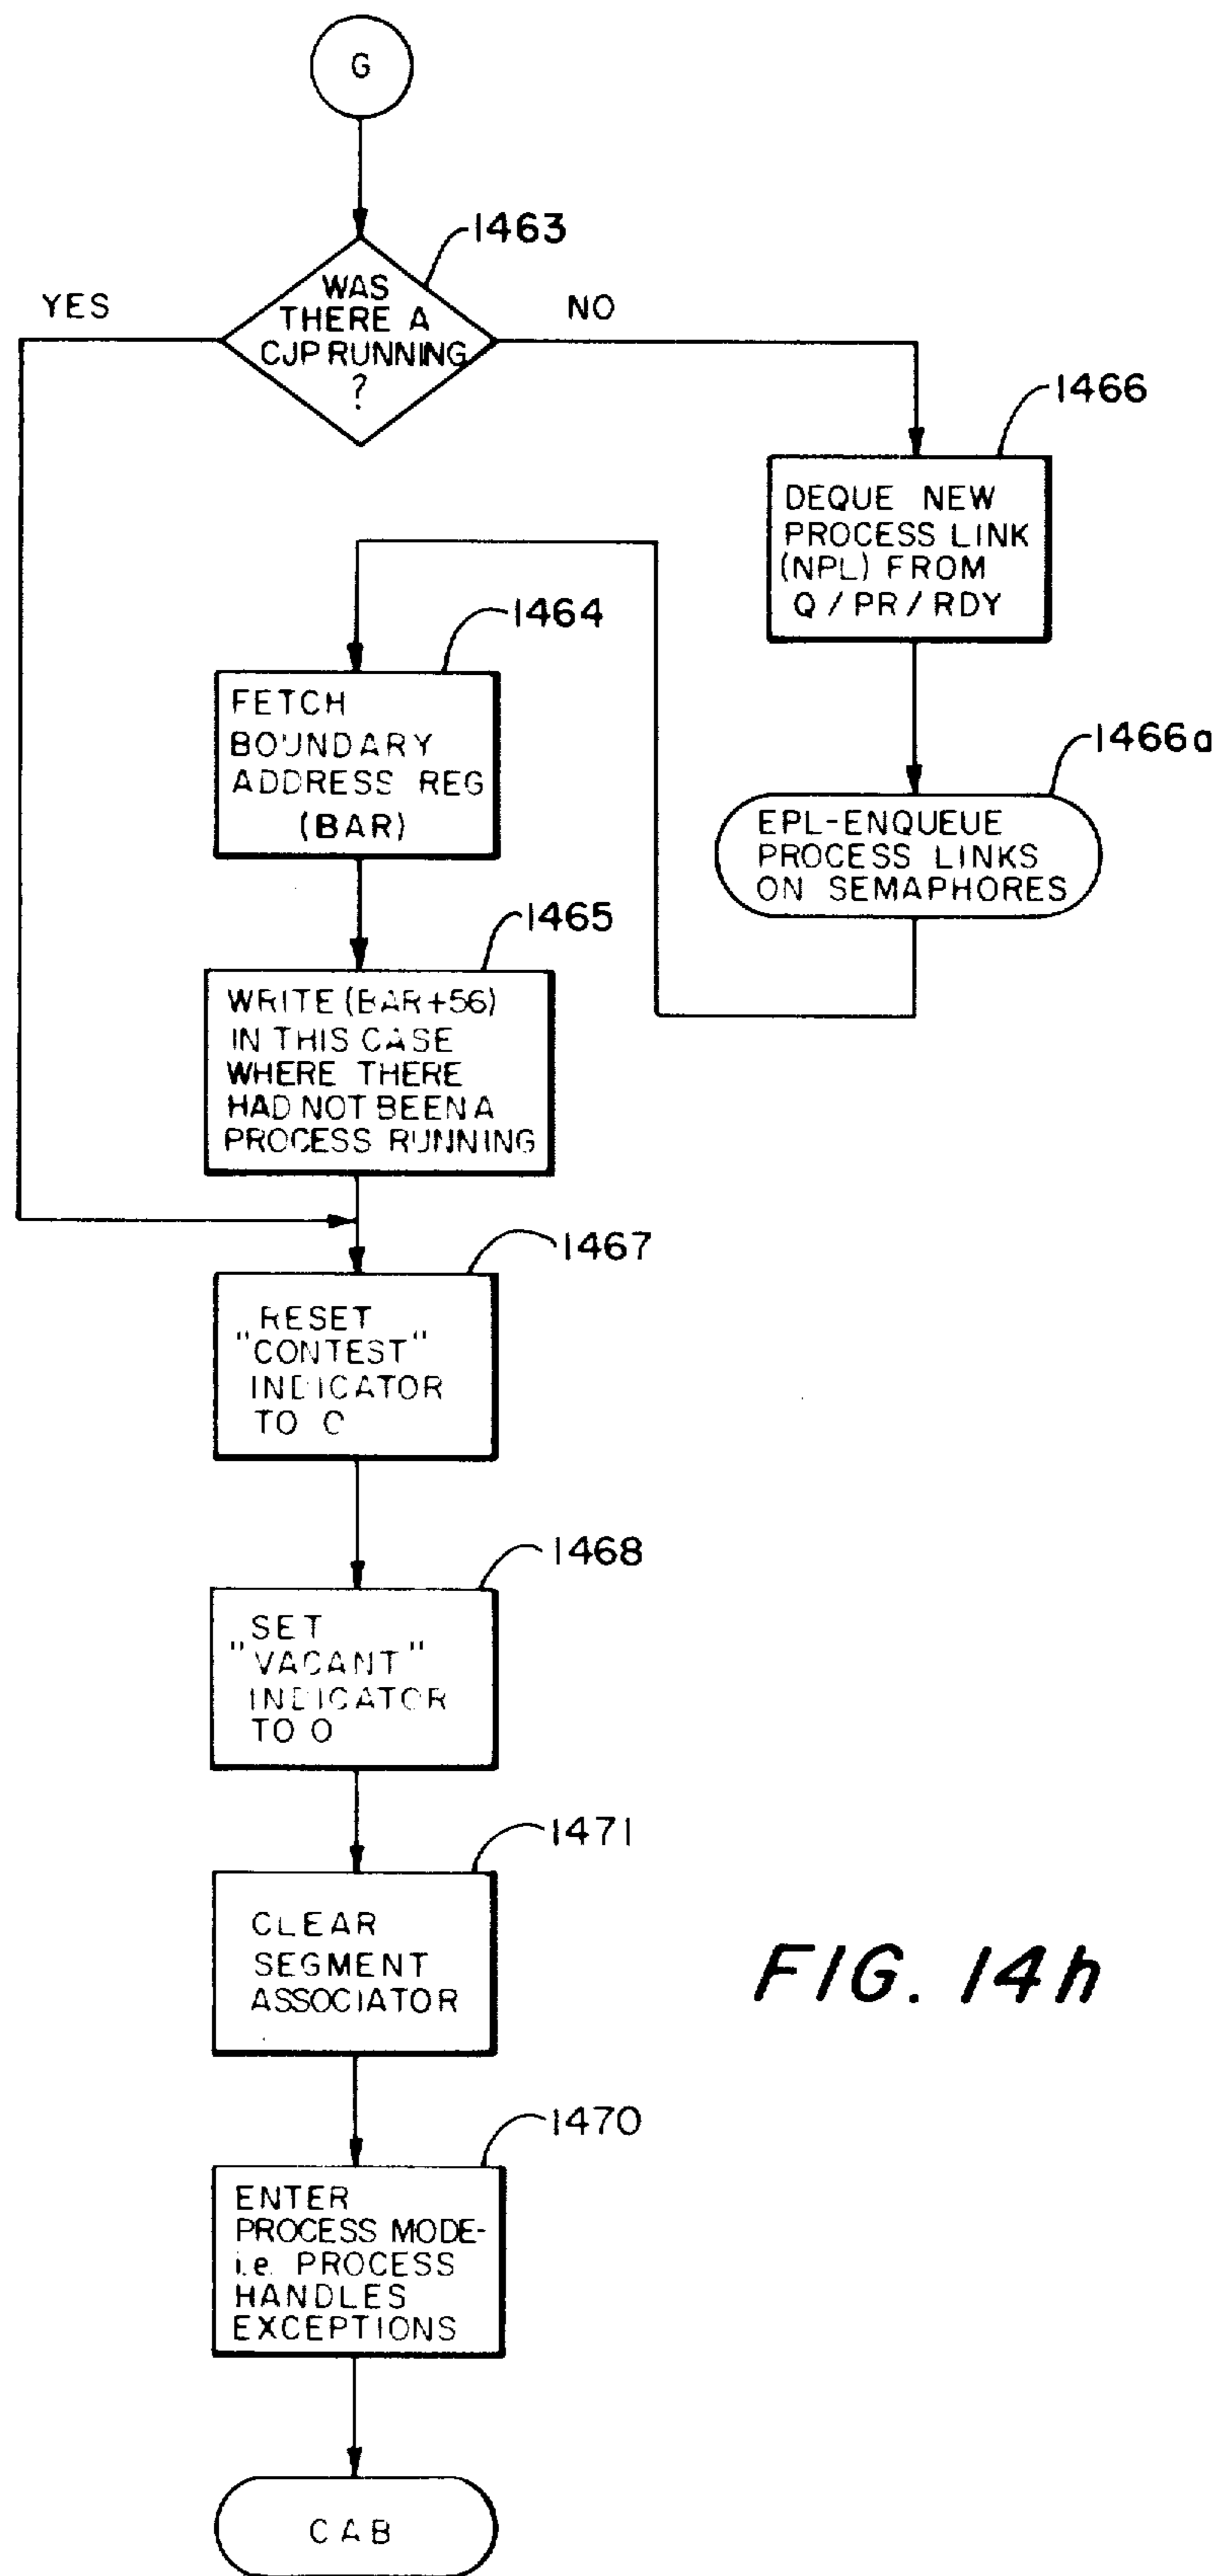 G
1463
YES
NO
WAS
THERE A
CJP RUNNING
?
1466
DEQUE NEW
PROCESS LINK
(NPL) FROM
Q / PR / RDY
1464
FETCH
BOUNDARY
ADDRESS REG
(BAR)
1466a
EPL-ENQUEUE
PROCESS LINKS
ON SEMAPHORES
1465
WRITE (BAR+56)
IN THIS CASE
WHERE THERE
HAD NOT BEEN A
PROCESS RUNNING
1467
RESET
"CONTEST"
INDICATOR
TO 0
1468
SET
"VACANT"
INDICATOR
TO 0
1471
CLEAR
SEGMENT
ASSOCIATOR
FIG. 14h
1470
ENTER
PROCESS MODE-
i.e. PROCESS
HANDLES
EXCEPTIONS
CAB